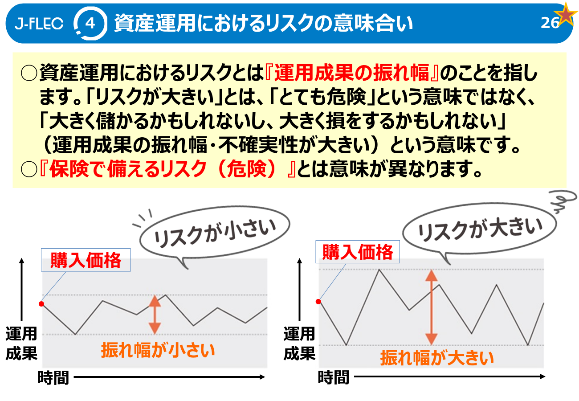 J-FLEC 4 資産運用におけるリスクの意味合い 26
○資産運用におけるリスクとは『運用成果の振れ幅』のことを指し
ます。「リスクが大きい」とは、「とても危険」という意味ではなく、
「大きく儲かるかもしれないし、大きく損をするかもしれない」
（運用成果の振れ幅・不確実性が大きい）という意味です。
○『保険で備えるリスク（危険）』とは意味が異なります。
リスクが小さい
購入価格
運用
成果
振れ幅が小さい
時間
リスクが大きい
購入価格
運用
成果
振れ幅が大きい
時間